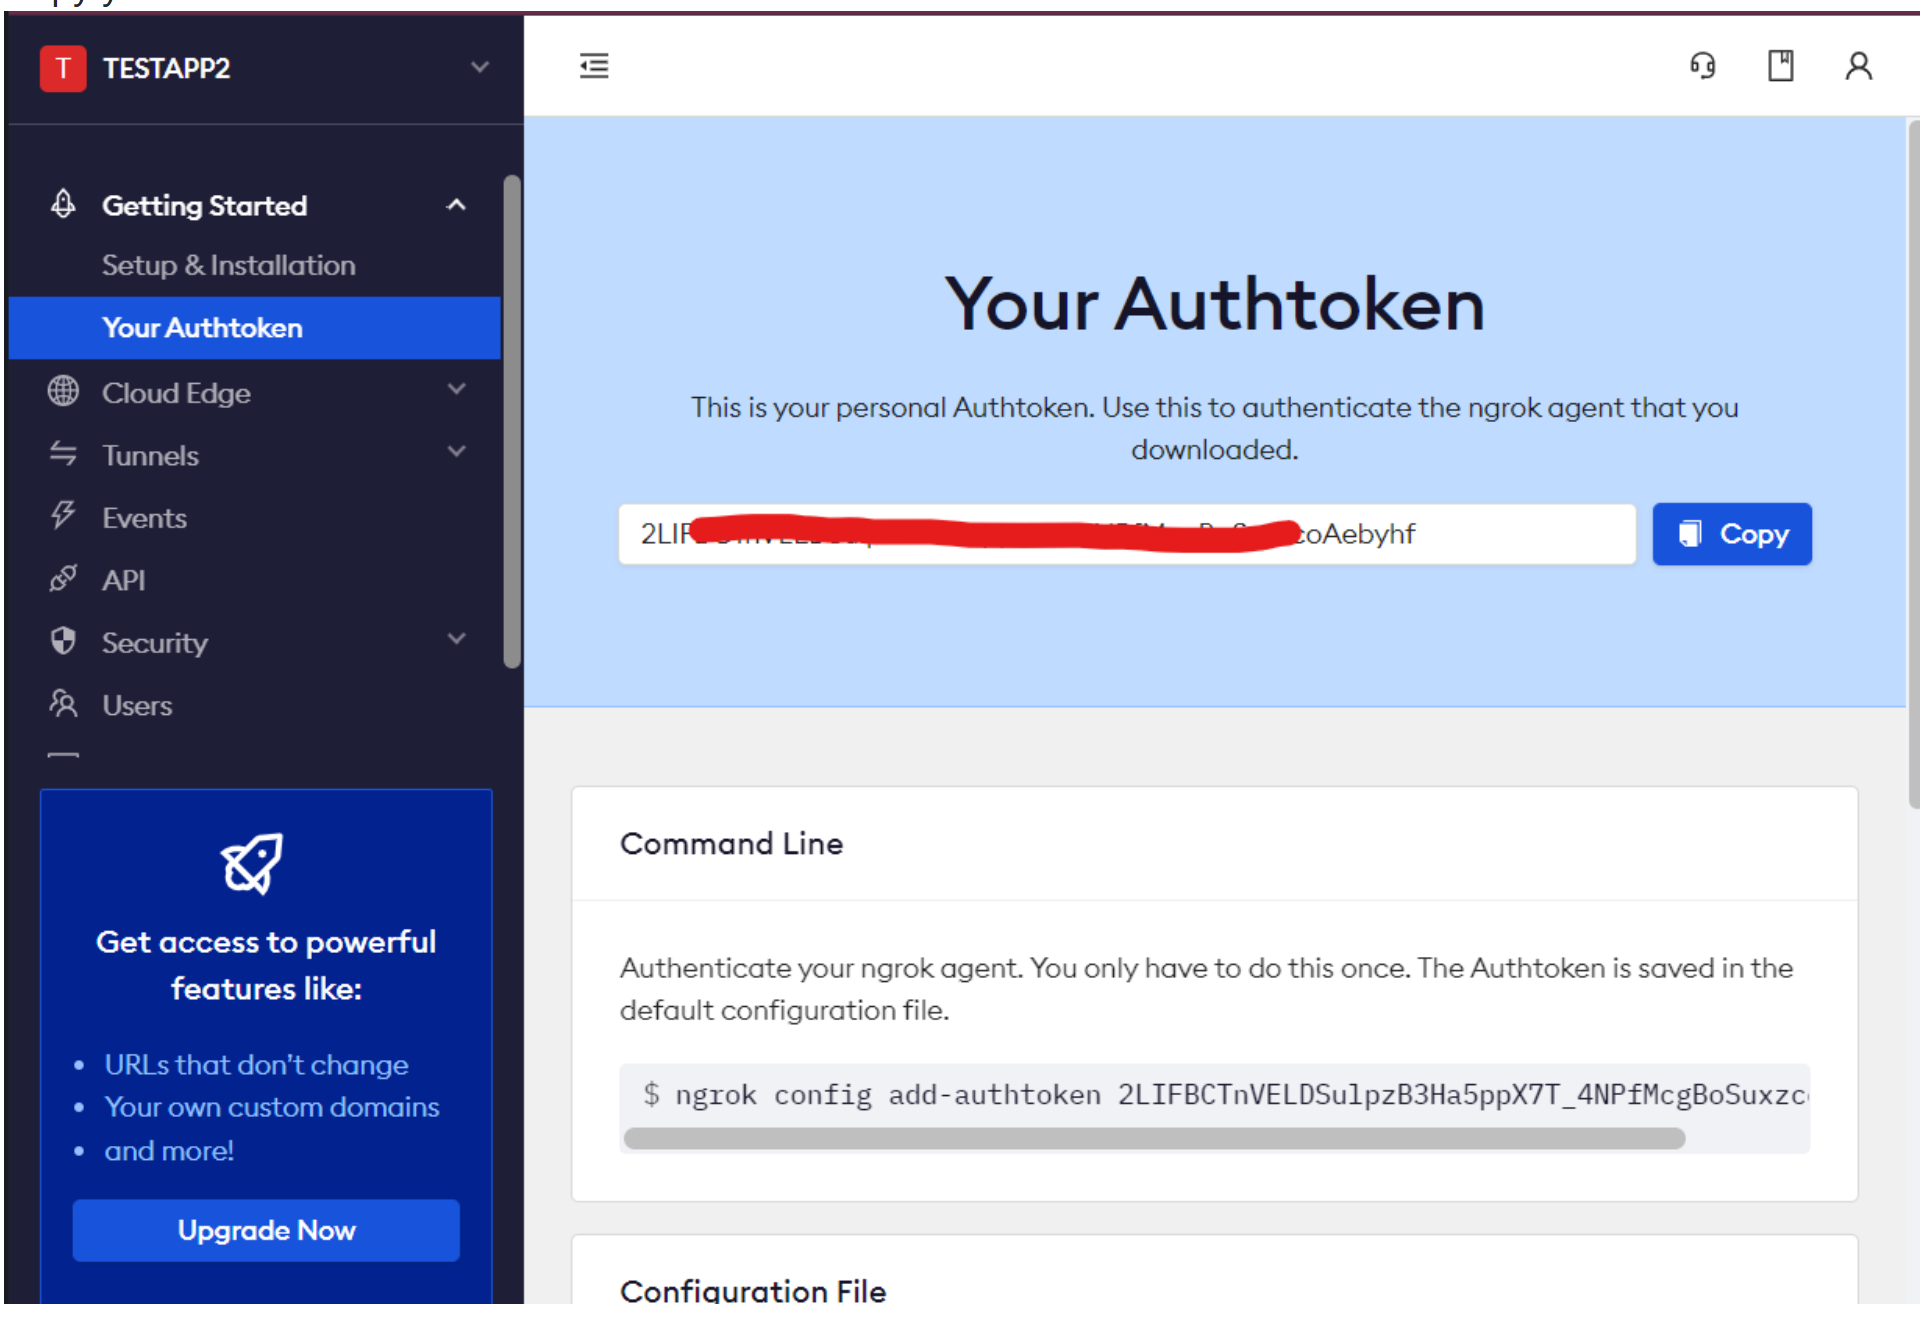 T TESTAPP2
Getting Started
Setup & Installation
Your Authtoken
Cloud Edge
Tunnels
Events
API
Security
Users
Get access to powerful
features like:
URLs that don't change
Your own custom domains
and more!
Upgrade Now
Your Authtoken
This is your personal Authtoken. Use this to authenticate the ngrok agent that you
downloaded.
Copy
Command Line
Authenticate your ngrok agent. You only have to do this once. The Authtoken is saved in the
default configuration file.
$ ngrok config add-authtoken 2LIFBCTnVELDSulpzB3Ha5ppX7T_4NPfMcgBoSuxzc
Configuration File